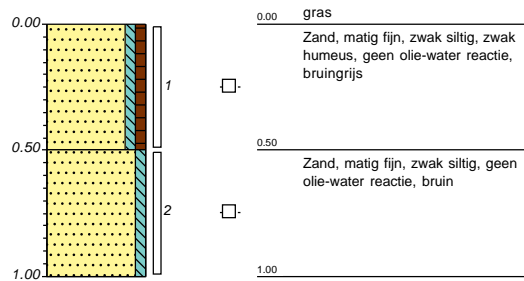 0.00
0.00
gras
1
Zand, matig fijn, zwak siltig, zwak
humeus, geen olie-water reactie,
bruingrijs
0.50
0.50
2
Zand, matig fijn, zwak siltig, geen
olie-water reactie, bruin
1.00
1.00